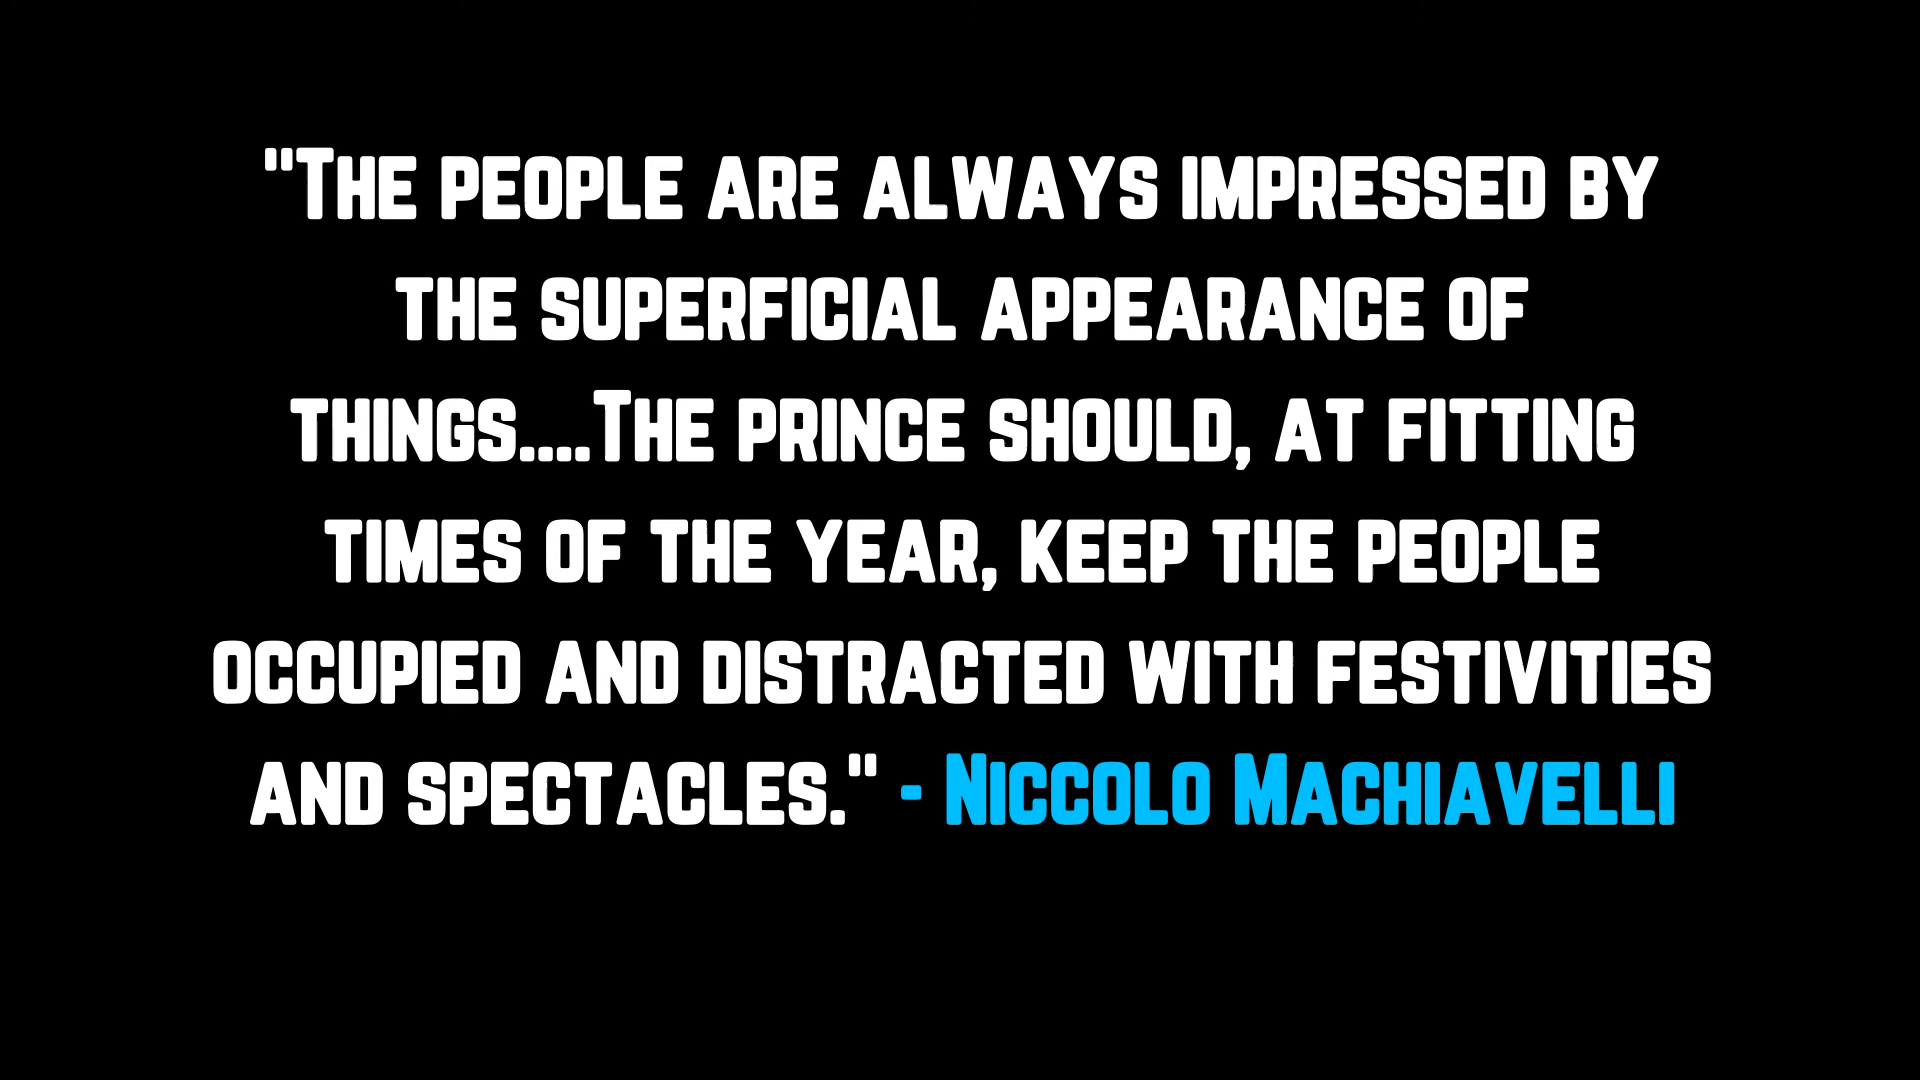 "The people are always impressed by
the superficial appearance of
things....The prince should, at fitting
times of the year, keep the people
occupied and distracted with festivities
and spectacles." - Niccolo Machiavelli